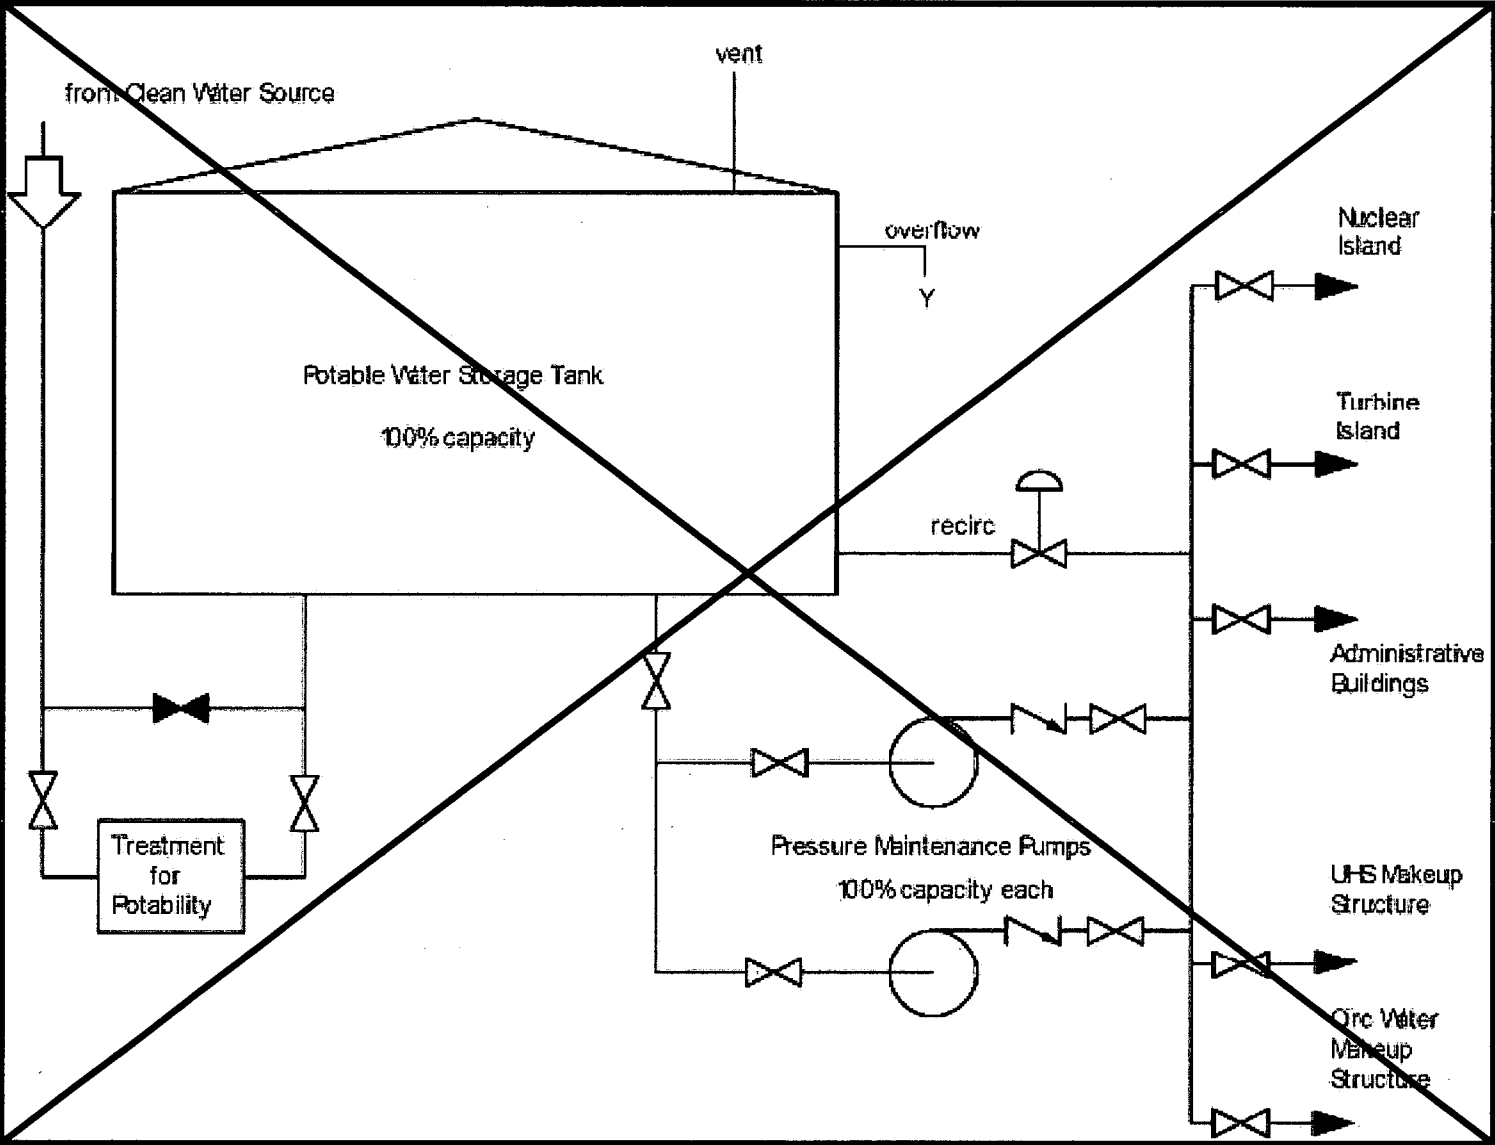 vent
from Clean Water Source
overflow
Y
Nuclear
Island
Potable Water Storage Tank
100% capacity
Turbine
Island
recirc
Administrative
Buildings
Treatment
for
Potability
Pressure Maintenance Pumps
100% capacity each
UHS Makeup
Structure
Circ Water
Makeup
Structure